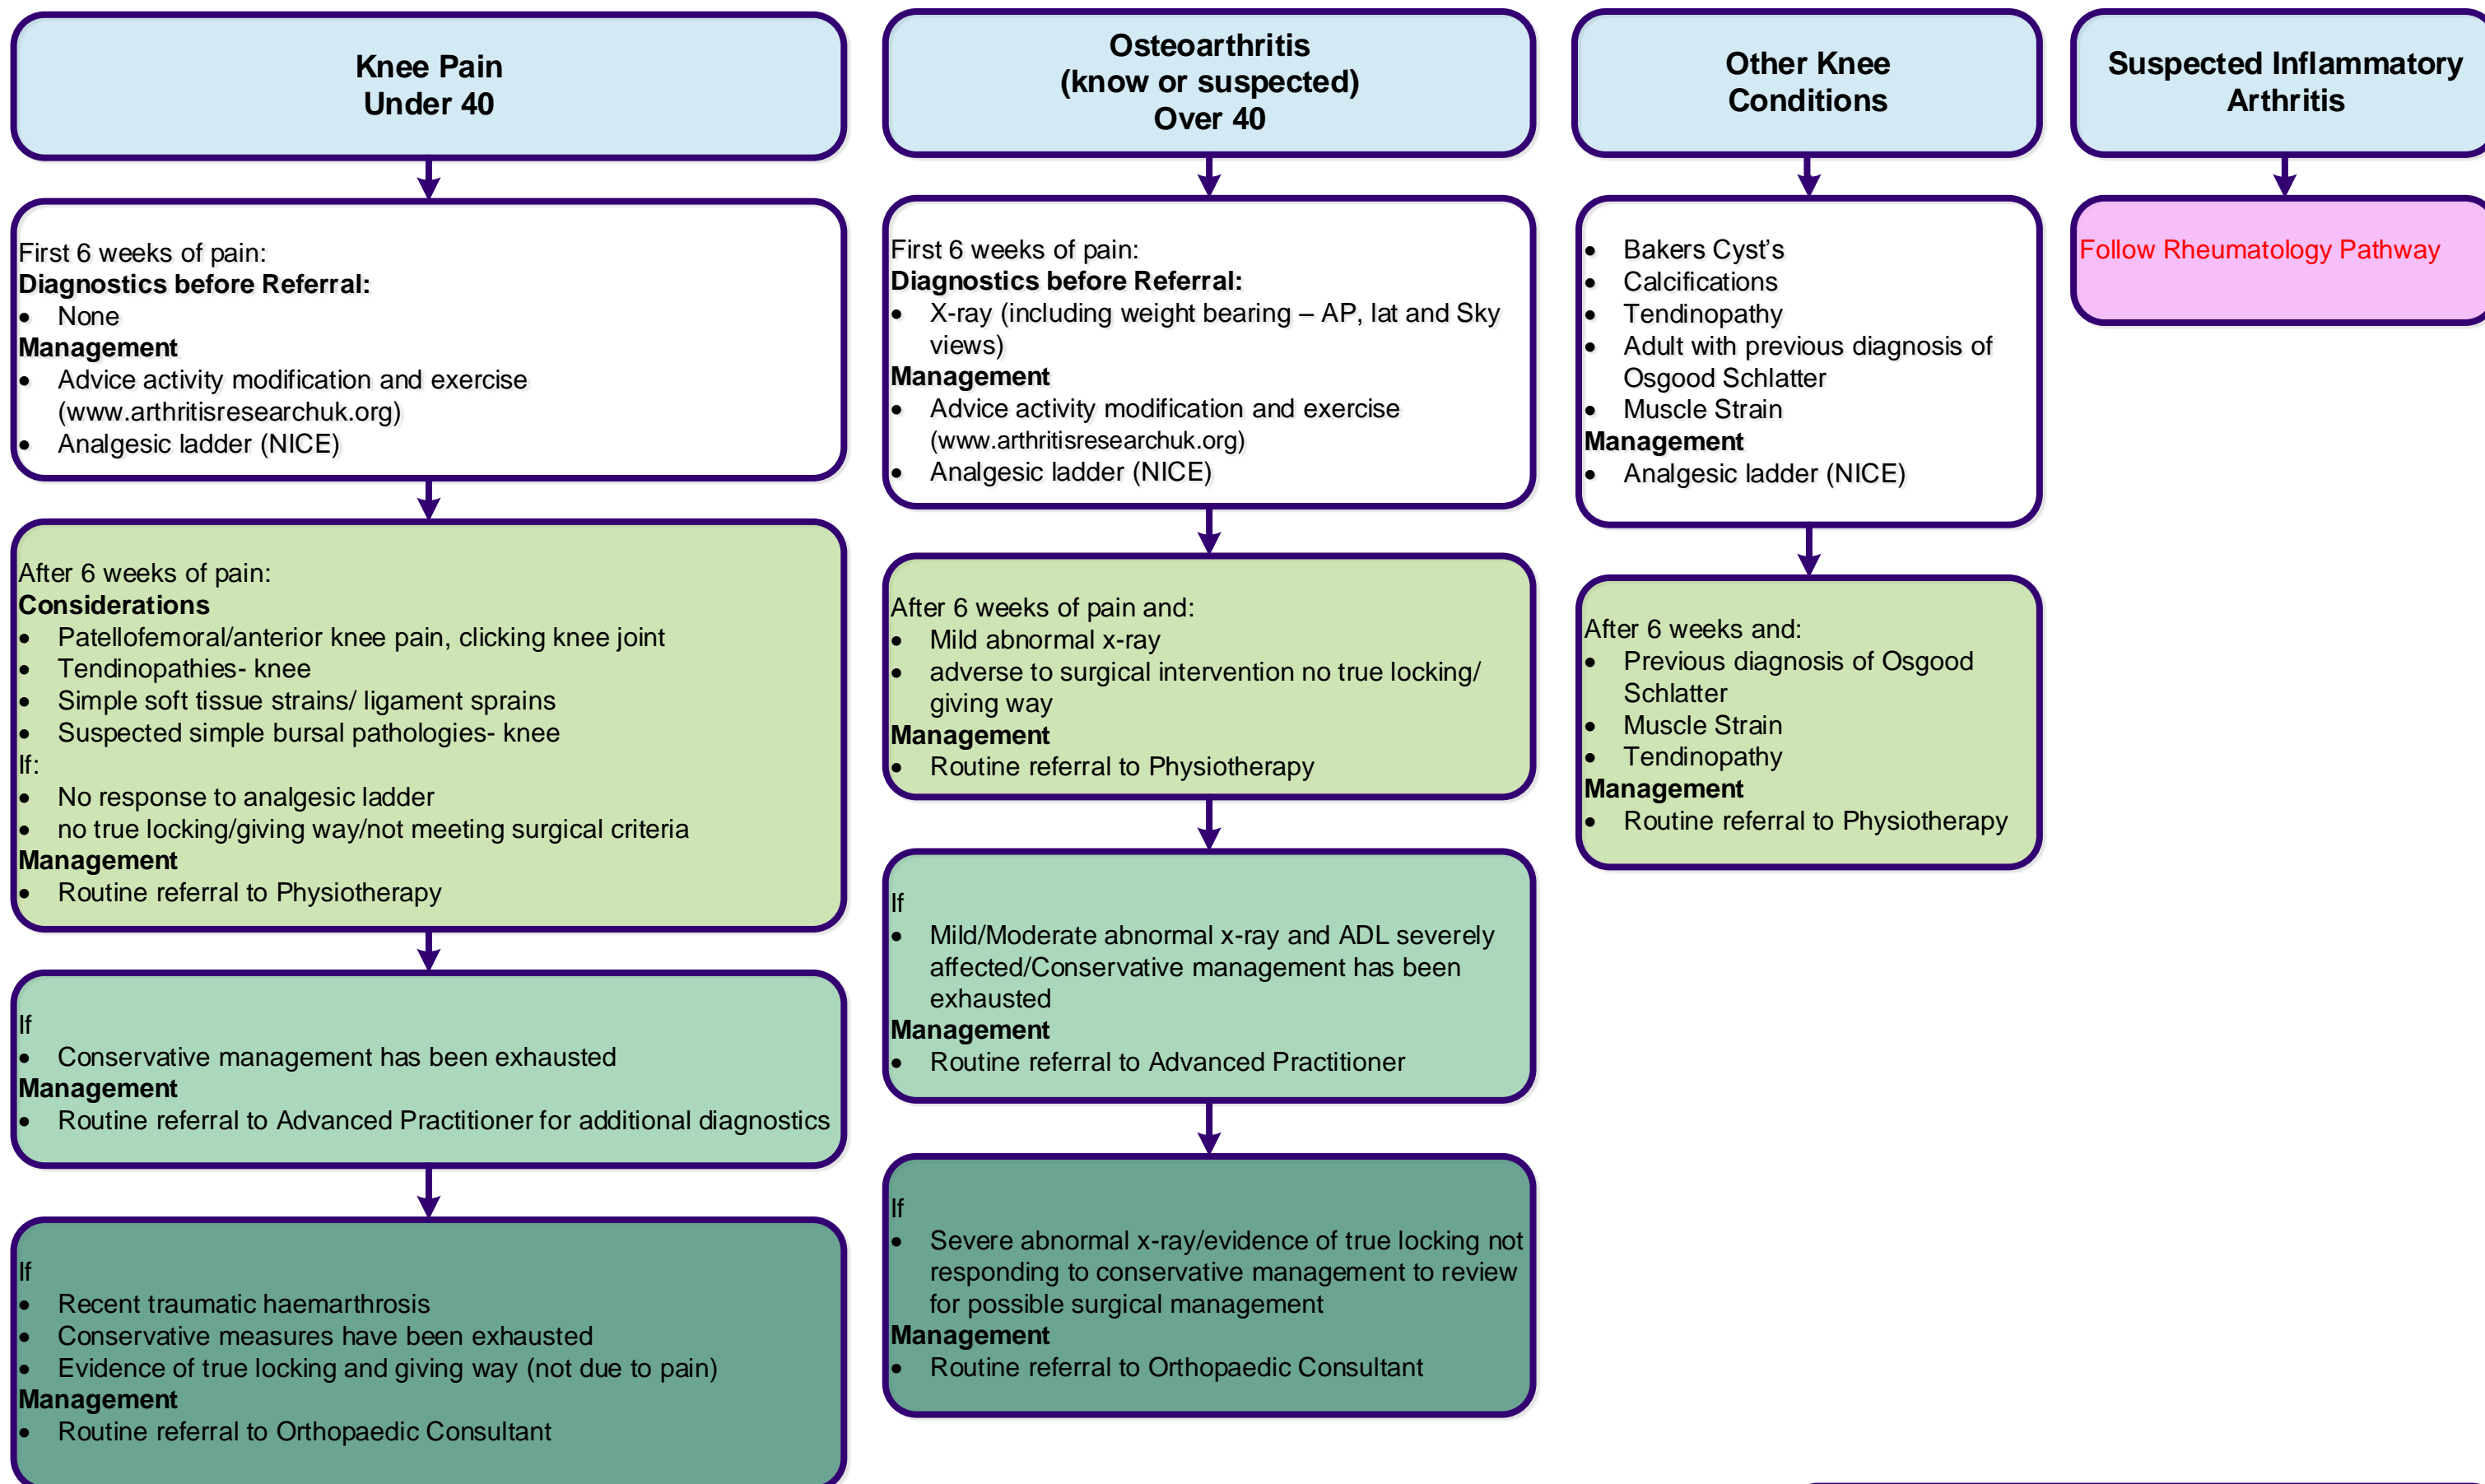 Knee Pain
Under 40
First 6 weeks of pain:
Diagnostics before Referral:
• None
Management
• Advice activity modification and exercise
(www.arthritisresearchuk.org)
• Analgesic ladder (NICE)
After 6 weeks of pain:
Considerations
• Patellofemoral/anterior knee pain, clicking knee joint
• Tendinopathies- knee
• Simple soft tissue strains/ ligament sprains
• Suspected simple bursal pathologies- knee
If:
• No response to analgesic ladder
• no true locking/giving way/not meeting surgical criteria
Management
• Routine referral to Physiotherapy
If
• Conservative management has been exhausted
Management
• Routine referral to Advanced Practitioner for additional diagnostics
If
• Recent traumatic haemarthrosis
• Conservative measures have been exhausted
• Evidence of true locking and giving way (not due to pain)
Management
• Routine referral to Orthopaedic Consultant
Osteoarthritis
(know or suspected)
Over 40
First 6 weeks of pain:
Diagnostics before Referral:
• X-ray (including weight bearing – AP, lat and Sky
views)
Management
• Advice activity modification and exercise
(www.arthritisresearchuk.org)
• Analgesic ladder (NICE)
After 6 weeks of pain and:
• Mild abnormal x-ray
• adverse to surgical intervention no true locking/
giving way
Management
• Routine referral to Physiotherapy
If
• Mild/Moderate abnormal x-ray and ADL severely
affected/Conservative management has been
exhausted
Management
• Routine referral to Advanced Practitioner
If
• Severe abnormal x-ray/evidence of true locking not
responding to conservative management to review
for possible surgical management
Management
• Routine referral to Orthopaedic Consultant
Other Knee
Conditions
• Bakers Cyst’s
• Calcifications
• Tendinopathy
• Adult with previous diagnosis of
Osgood Schlatter
• Muscle Strain
Management
• Analgesic ladder (NICE)
After 6 weeks and:
• Previous diagnosis of Osgood
Schlatter
• Muscle Strain
• Tendinopathy
Management
• Routine referral to Physiotherapy
Suspected Inflammatory
Arthritis
Follow Rheumatology Pathway